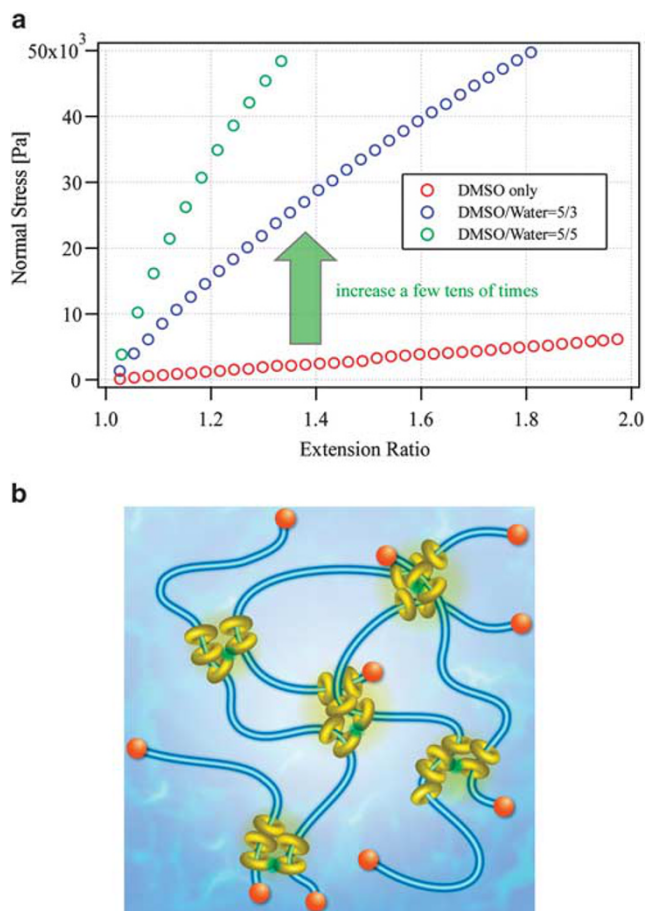 a
50x10³
40
30
20
10
0
Normal Stress [Pa]
DMSO only
DMSO/Water=5/3
DMSO/Water=5/5
increase a few tens of times
1.0 1.2 1.4 1.6 1.8 2.0
Extension Ratio
b